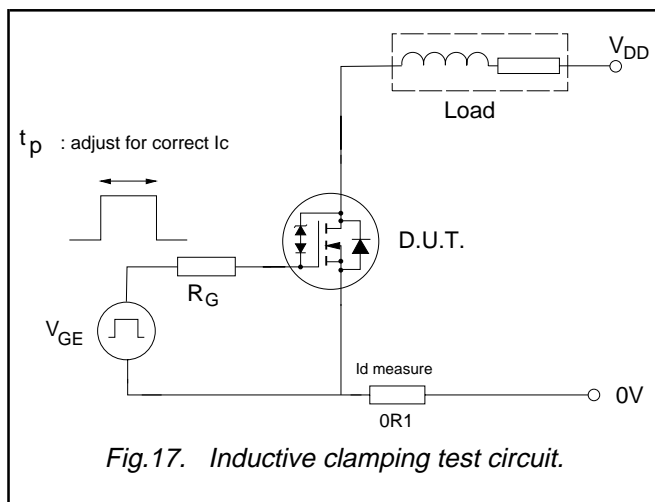 V_DD
Load
t_p : adjust for correct Ic
D.U.T.
R_G
V_GE
Id measure
0R1
0V
Fig.17. Inductive clamping test circuit.